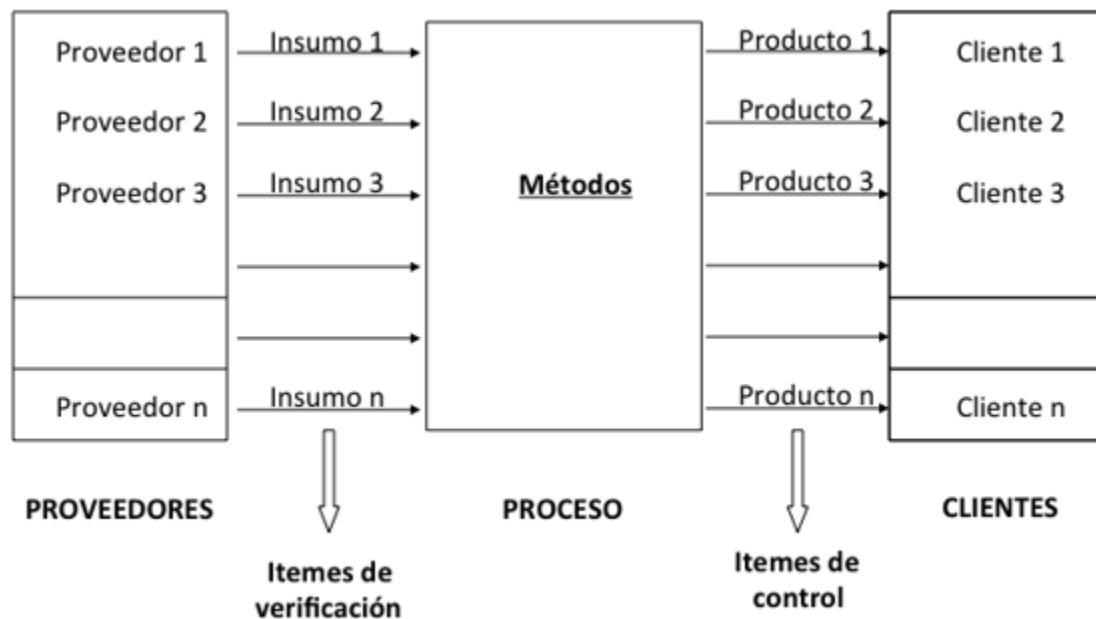 Proveedor 1
Insumo 1
Producto 1
Cliente 1
Proveedor 2
Insumo 2
Producto 2
Cliente 2
Proveedor 3
Insumo 3
Métodos
Producto 3
Cliente 3
Proveedor n
Insumo n
Producto n
Cliente n
PROVEEDORES
PROCESO
CLIENTES
Itemes de
verificación
Itemes de
control